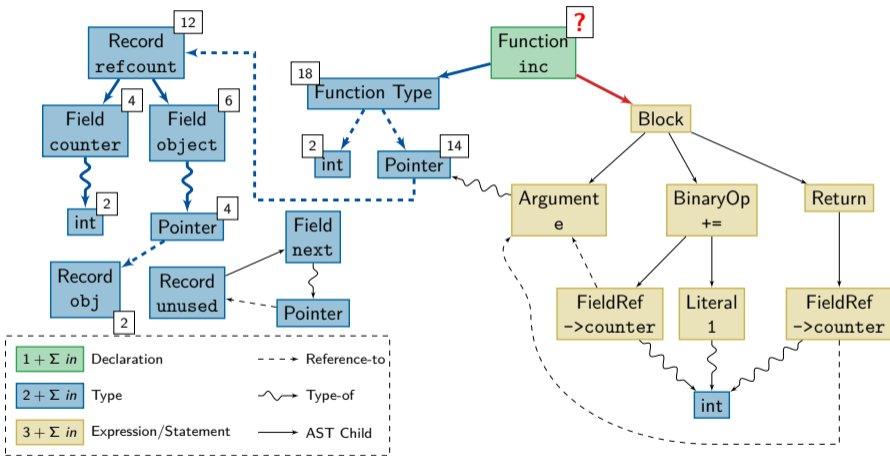 12
Record
refcount
4
Field
counter
6
Field
object
2
int
4
Pointer
Record
obj
2
Record
unused
Field
next
Pointer
?
Function
inc
18
Function Type
2
int
14
Pointer
Block
Argument
e
BinaryOp
+=
Return
FieldRef
->counter
Literal
1
FieldRef
->counter
int
1 + Σ in Declaration
2 + Σ in Type
3 + Σ in Expression/Statement
Reference-to
Type-of
AST Child